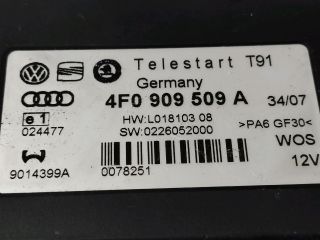 Telestart T91
Germany
4F0 909 509 A
34/07
e1
024477
HW:L018103 08
SW:0226052000
>PA6 GF30<
WOS
12V
9014399A
0078251